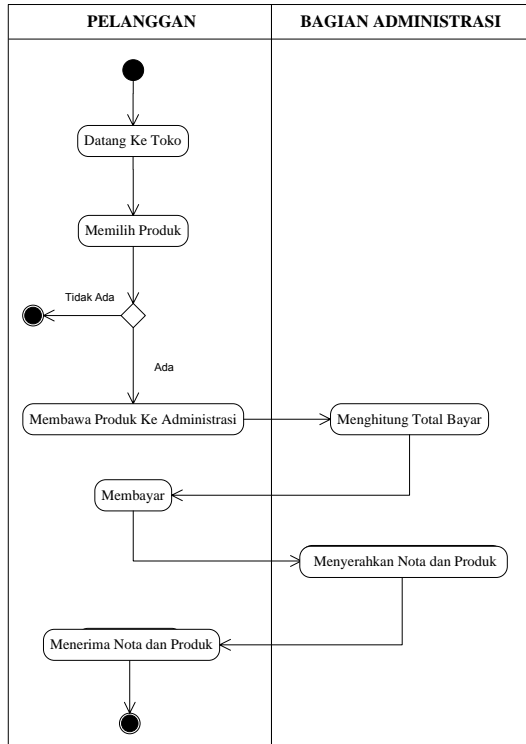 PELANGGAN
BAGIAN ADMINISTRASI
Datang Ke Toko
Memilih Produk
Tidak Ada
Ada
Membawa Produk Ke Administrasi
Menghitung Total Bayar
Membayar
Menyerahkan Nota dan Produk
Menerima Nota dan Produk